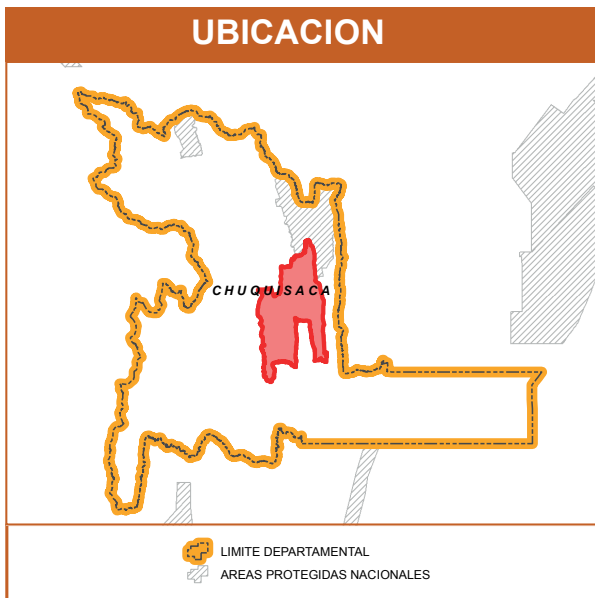 UBICACION
CHUQUISACA
LIMITE DEPARTAMENTAL
AREAS PROTEGIDAS NACIONALES